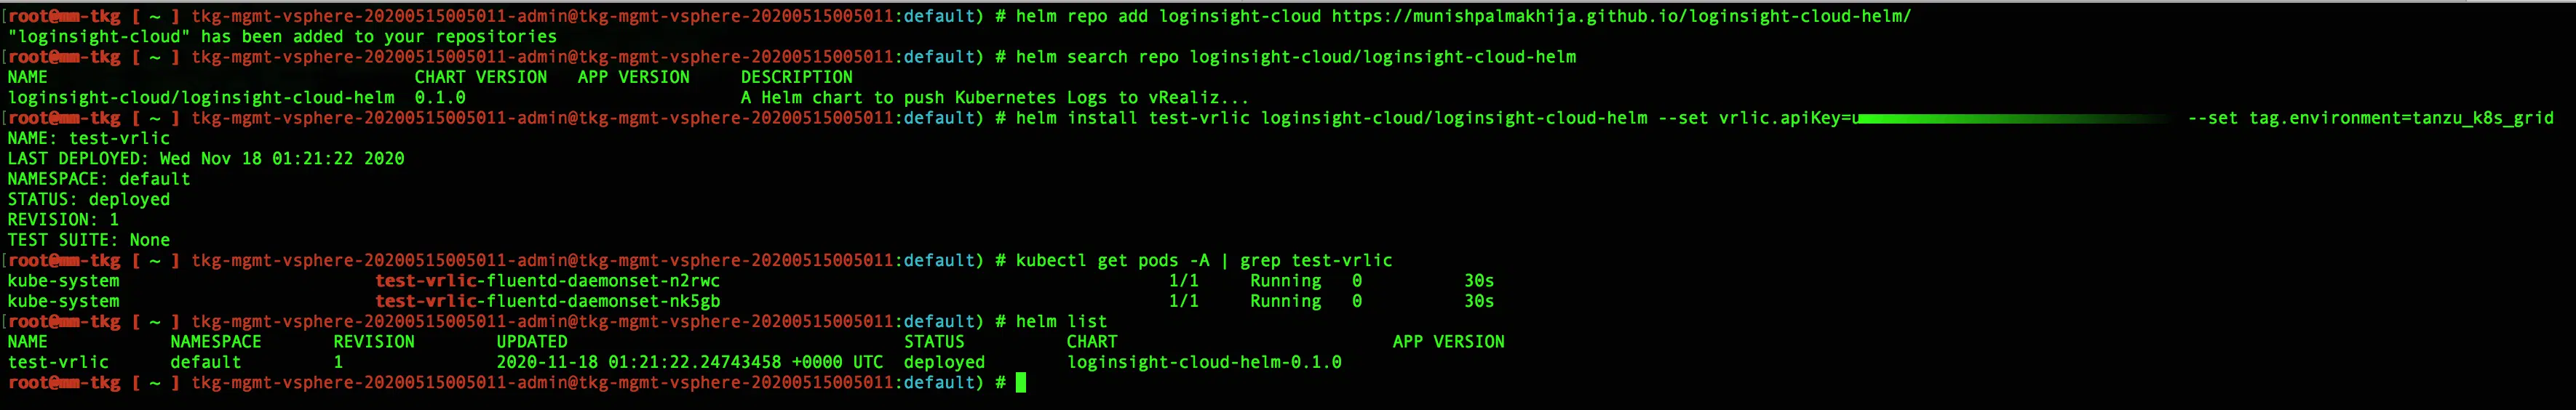 [root@mm-tkg [ ~ ] tkg-mgmt-vsphere-20200515005011-admin@tkg-mgmt-vsphere-20200515005011:default) # helm repo add loginsight-cloud https://munishpalmakhija.github.io/loginsight-cloud-helm/
"loginsight-cloud" has been added to your repositories
[root@mm-tkg [ ~ ] tkg-mgmt-vsphere-20200515005011-admin@tkg-mgmt-vsphere-20200515005011:default) # helm search repo loginsight-cloud/loginsight-cloud-helm
NAME CHART VERSION APP VERSION DESCRIPTION
loginsight-cloud/loginsight-cloud-helm 0.1.0 A Helm chart to push Kubernetes Logs to vRealiz...
[root@mm-tkg [ ~ ] tkg-mgmt-vsphere-20200515005011-admin@tkg-mgmt-vsphere-20200515005011:default) # helm install test-vrlic loginsight-cloud/loginsight-cloud-helm --set vrlic.apiKey=u --set tag.environment=tanzu_k8s_grid
NAME: test-vrlic
LAST DEPLOYED: Wed Nov 18 01:21:22 2020
NAMESPACE: default
STATUS: deployed
REVISION: 1
TEST SUITE: None
[root@mm-tkg [ ~ ] tkg-mgmt-vsphere-20200515005011-admin@tkg-mgmt-vsphere-20200515005011:default) # kubectl get pods -A | grep test-vrlic
kube-system test-vrlic-fluentd-daemonset-n2rwc 1/1 Running 0 30s
kube-system test-vrlic-fluentd-daemonset-nk5gb 1/1 Running 0 30s
[root@mm-tkg [ ~ ] tkg-mgmt-vsphere-20200515005011-admin@tkg-mgmt-vsphere-20200515005011:default) # helm list
NAME NAMESPACE REVISION UPDATED STATUS CHART APP VERSION
test-vrlic default 1 2020-11-18 01:21:22.24743458 +0000 UTC deployed loginsight-cloud-helm-0.1.0
root@mm-tkg [ ~ ] tkg-mgmt-vsphere-20200515005011-admin@tkg-mgmt-vsphere-20200515005011:default) #